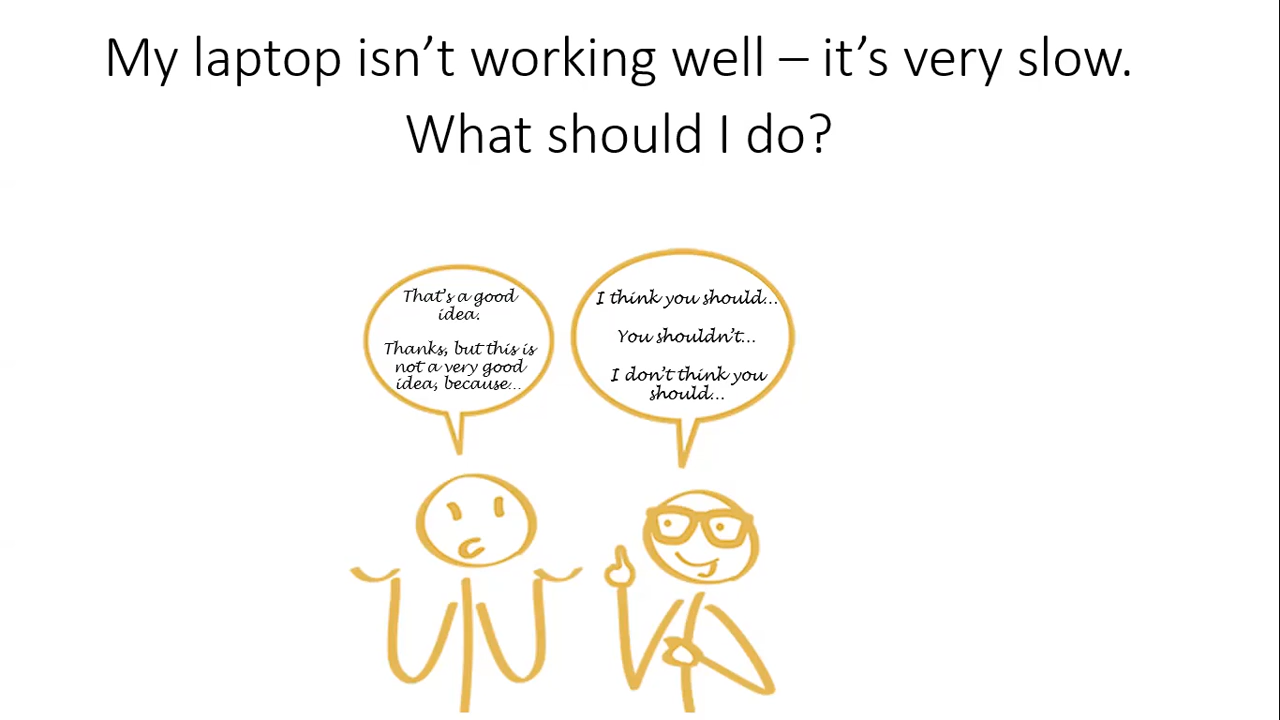 My laptop isn’t working well – it’s very slow.
What should I do?
That’s a good
idea.
Thanks, but this is
not a very good
idea, because...
I think you should...
You shouldn’t...
I don’t think you
should...